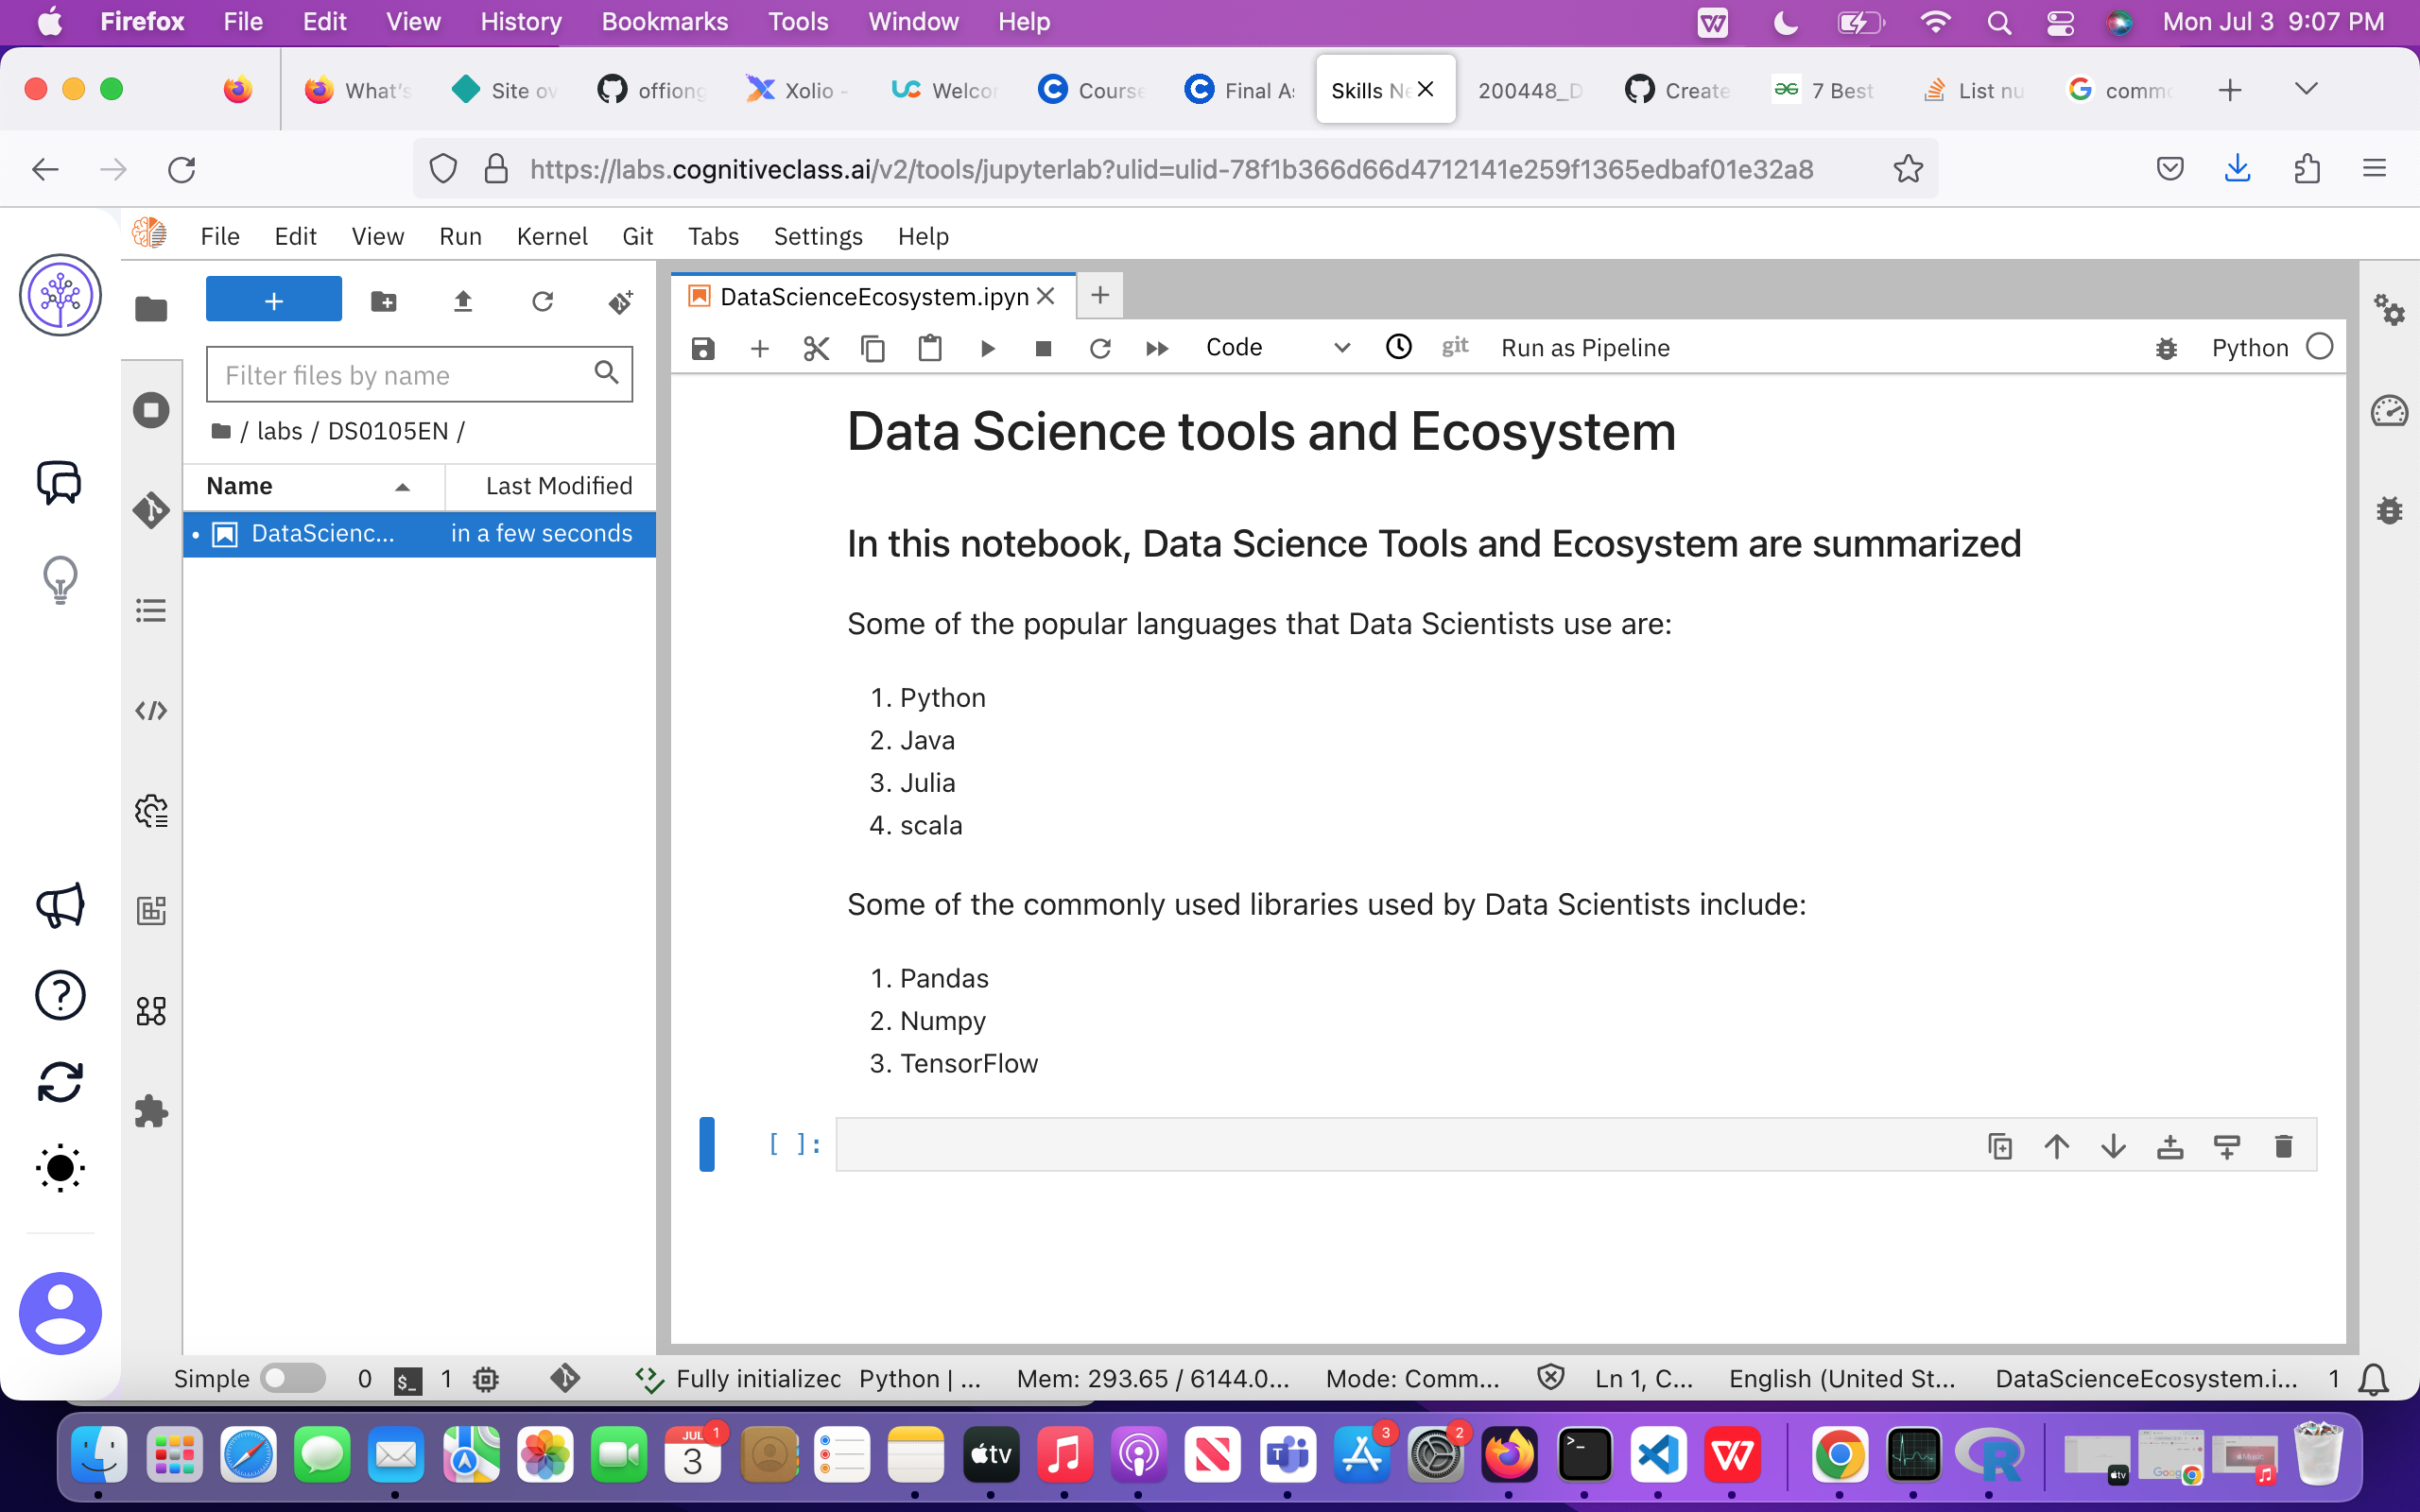 Firefox File Edit View History Bookmarks Tools Window Help Mon Jul 3 9:07 PM
What's Site ov offiong Xolio - Welcor Course Final A Skills Ne 200448_D Create 7 Best List nu comm
https://labs.cognitiveclass.ai/v2/tools/jupyterlab?ulid=ulid-78f1b366d66d4712141e259f1365edbaf01e32a8
File Edit View Run Kernel Git Tabs Settings Help
+
DataScienceEcosystem.ipyn
Code git Run as Pipeline Python
Filter files by name
/ labs / DS0105EN /
Name Last Modified
DataScienc... in a few seconds
Data Science tools and Ecosystem
In this notebook, Data Science Tools and Ecosystem are summarized
Some of the popular languages that Data Scientists use are:
1. Python
2. Java
3. Julia
4. scala
Some of the commonly used libraries used by Data Scientists include:
1. Pandas
2. Numpy
3. TensorFlow
[ ]:
Simple 0 $_ 1 Fully initialized Python | ... Mem: 293.65 / 6144.0... Mode: Comm... Ln 1, C... English (United St... DataScienceEcosystem.i... 1
JUL 3 1 tv 3 2